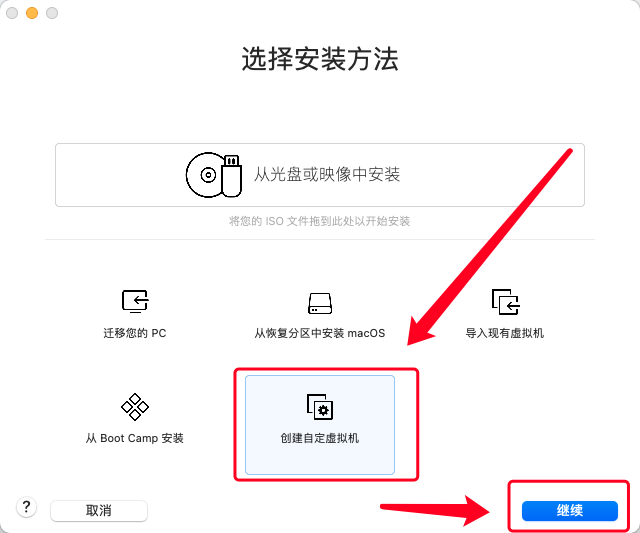 选择安装方法
从光盘或映像中安装
将您的 ISO 文件拖到此处以开始安装
迁移您的 PC
从恢复分区中安装 macOS
导入现有虚拟机
从 Boot Camp 安装
创建自定虚拟机
?
取消
继续